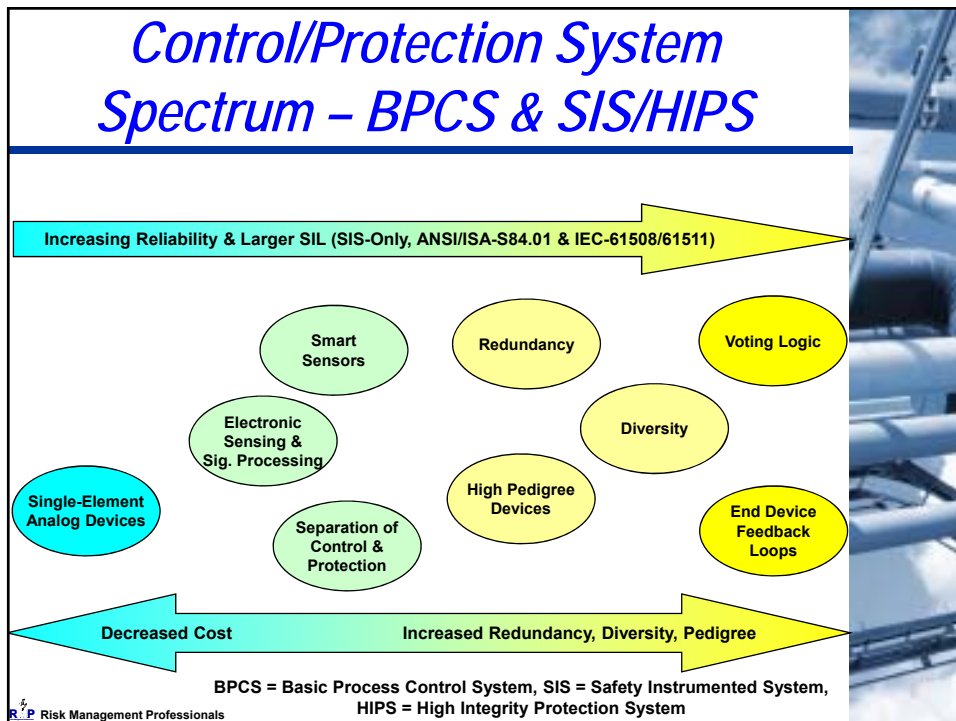 Control/Protection System
Spectrum – BPCS & SIS/HIPS
Increasing Reliability & Larger SIL (SIS-Only, ANSI/ISA-S84.01 & IEC-61508/61511)
Smart
Sensors
Redundancy
Voting Logic
Electronic
Sensing &
Sig. Processing
Diversity
Single-Element
Analog Devices
High Pedigree
Devices
Separation of
Control &
Protection
End Device
Feedback
Loops
Decreased Cost
Increased Redundancy, Diversity, Pedigree
BPCS = Basic Process Control System, SIS = Safety Instrumented System,
HIPS = High Integrity Protection System
RMP Risk Management Professionals